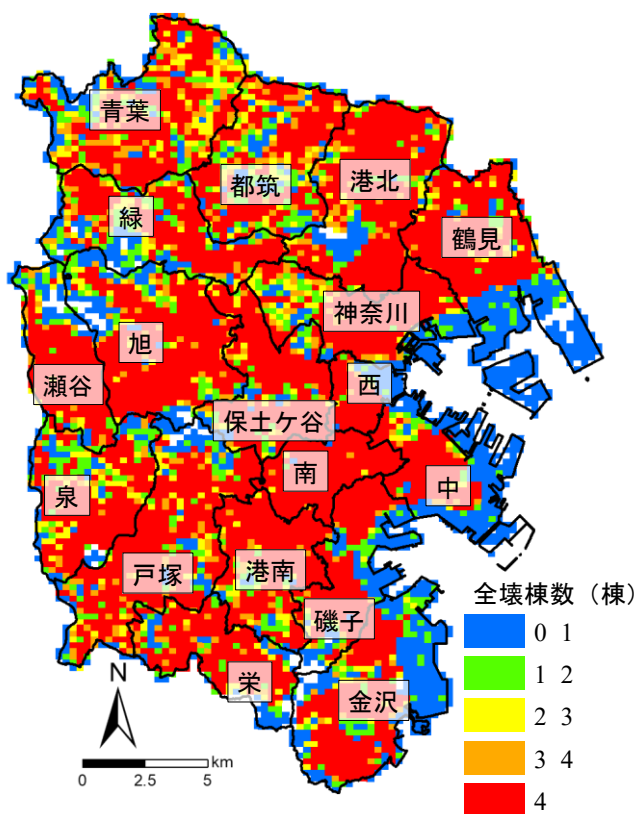 青葉
都筑
港北
緑
鶴見
旭
神奈川
瀬谷
西
保土ケ谷
南
中
泉
戸塚
港南
磯子
栄
金沢
N
0 2.5 5 km
全壊棟数（棟）
0 1
1 2
2 3
3 4
4